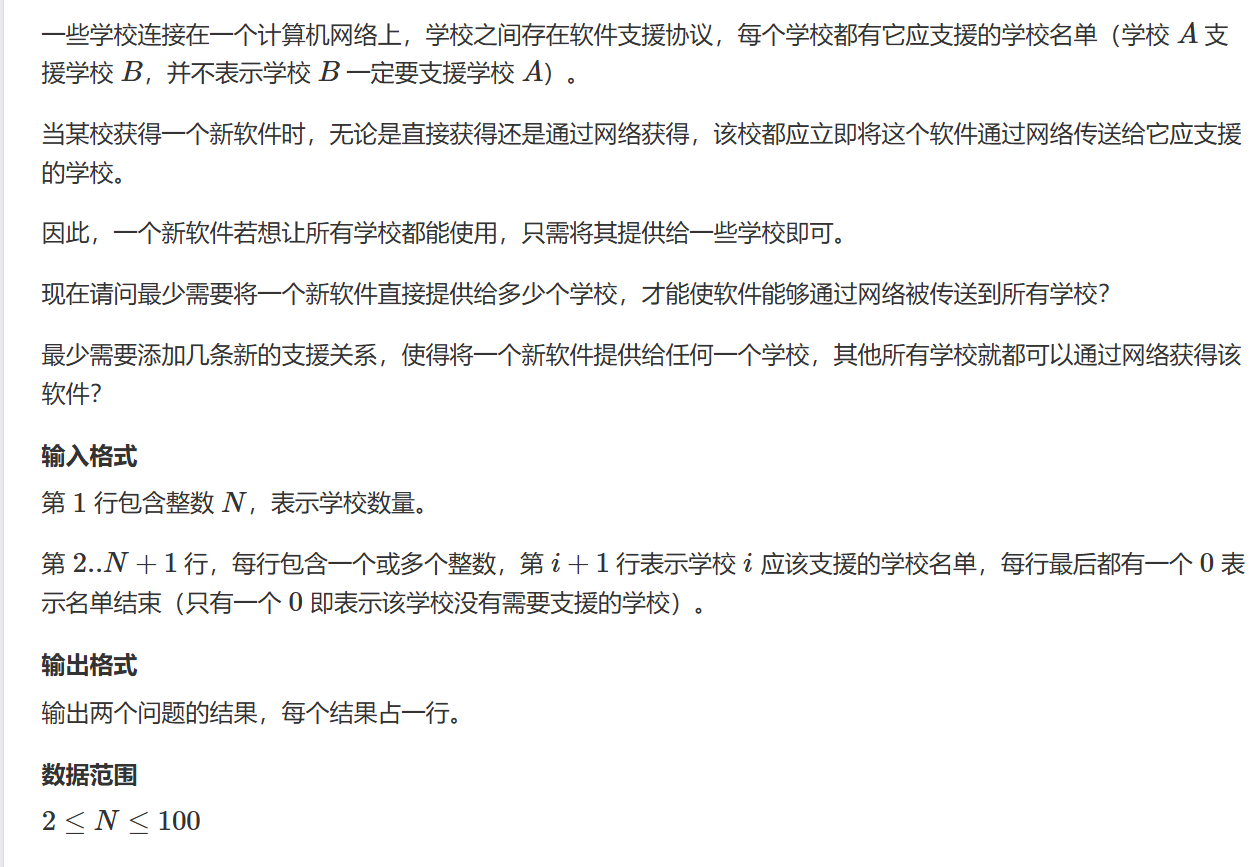 一些学校连接在一个计算机网络上，学校之间存在软件支援协议，每个学校都有它应支援的学校名单（学校 A 支
援学校 B，并不表示学校 B 一定要支援学校 A）。
当某校获得一个新软件时，无论是直接获得还是通过网络获得，该校都应立即将这个软件通过网络传送给它应支援
的学校。
因此，一个新软件若想让所有学校都能使用，只需将其提供给一些学校即可。
现在请问最少需要将一个新软件直接提供给多少个学校，才能使软件能够通过网络被传送到所有学校？
最少需要添加几条新的支援关系，使得将一个新软件提供给任何一个学校，其他所有学校就都可以通过网络获得该
软件？
输入格式
第 1 行包含整数 N，表示学校数量。
第 2..N + 1 行，每行包含一个或多个整数，第 i + 1 行表示学校 i 应该支援的学校名单，每行最后都有一个 0 表
示名单结束（只有一个 0 即表示该学校没有需要支援的学校）。
输出格式
输出两个问题的结果，每个结果占一行。
数据范围
2 ≤ N ≤ 100